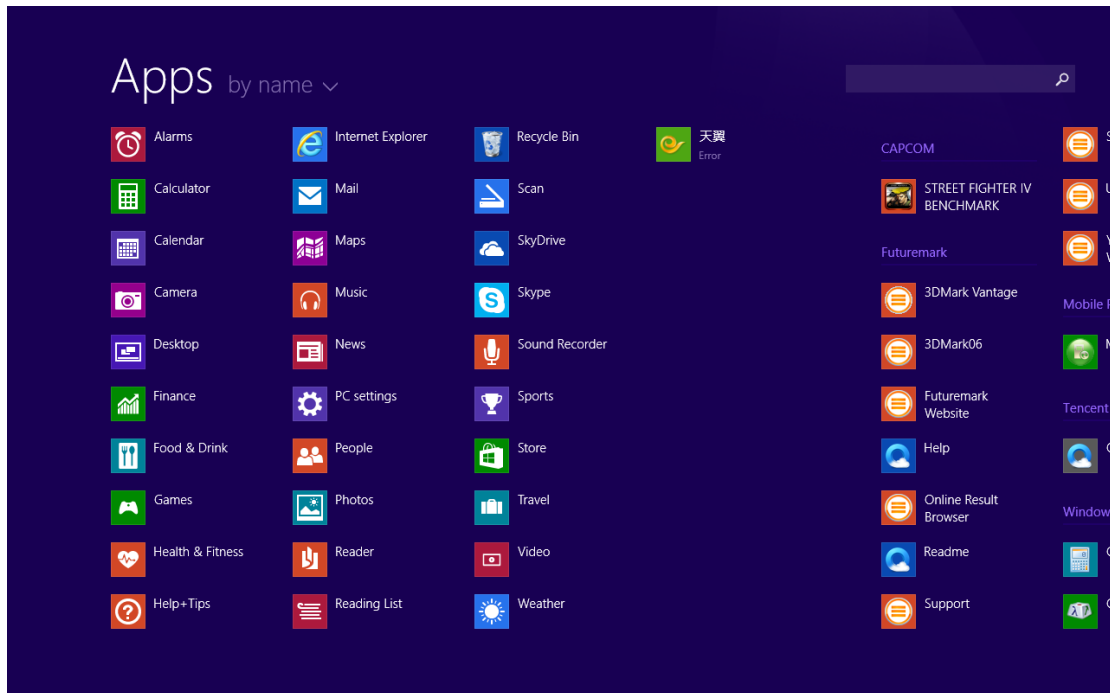 Apps by name
Alarms
Calculator
Calendar
Camera
Desktop
Finance
Food & Drink
Games
Health & Fitness
Help+Tips
Internet Explorer
Mail
Maps
Music
News
PC settings
People
Photos
Reader
Reading List
Recycle Bin
Scan
SkyDrive
Skype
Sound Recorder
Sports
Store
Travel
Video
Weather
天翼
Error
CAPCOM
STREET FIGHTER IV
BENCHMARK
Futuremark
3DMark Vantage
3DMark06
Futuremark
Website
Help
Online Result
Browser
Readme
Support
Mobile
Tencent
Window